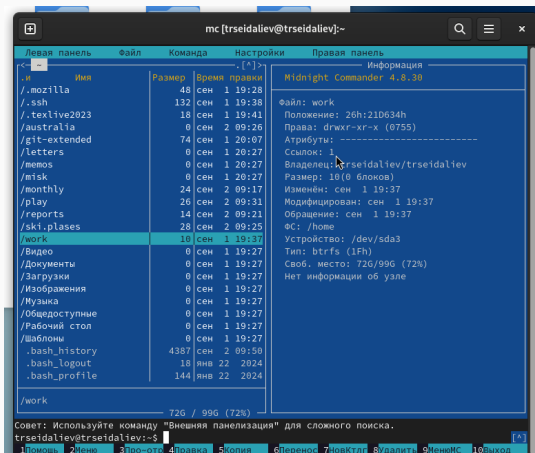 mc [trseidaliev@trseidaliev]:~
Левая панель Файл Команда Настройки Правая панель
<— ~ .[^]>
.и Имя Размер Время правки
/.mozilla 48 сен 1 19:28
/.ssh 132 сен 1 19:38
/.texlive2023 18 сен 1 19:41
/australia 0 сен 2 09:26
/git-extended 74 сен 1 20:07
/letters 0 сен 1 20:07
/memos 0 сен 1 20:07
/misk 0 сен 1 20:07
/monthly 24 сен 2 09:17
/play 26 сен 2 09:31
/reports 14 сен 2 09:21
/ski.plases 28 сен 2 09:25
/work 10 сен 1 19:37
/Видео 0 сен 1 19:27
/Документы 0 сен 1 19:27
/Загрузки 0 сен 1 19:27
/Изображения 0 сен 1 19:27
/Музыка 0 сен 1 19:27
/Общедоступные 0 сен 1 19:27
/Рабочий стол 0 сен 1 19:27
/Шаблоны 0 сен 1 19:27
.bash_history 4387 сен 2 09:50
.bash_logout 18 янв 22 2024
.bash_profile 144 янв 22 2024
/work
72G / 99G (72%)
Информация
Midnight Commander 4.8.30
Файл: work
Положение: 26h:21D634h
Права: drwxr-xr-x (0755)
Атрибуты: ------------------------
Ссылок: 1
Владелец: trseidaliev/trseidaliev
Размер: 10(0 блоков)
Изменён: сен 1 19:37
Модифицирован: сен 1 19:37
Обращение: сен 1 19:37
ФС: /home
Устройство: /dev/sda3
Тип: btrfs (1Fh)
Своб. место: 72G/99G (72%)
Нет информации об узле
Совет: Используйте команду "Внешняя панелизация" для сложного поиска.
trseidaliev@trseidaliev:~$ [^]
1Помощь 2Меню 3Про~отр 4Правка 5Копия 6Перенос 7НовКтлг 8Удалить 9МенюMC 10Выход